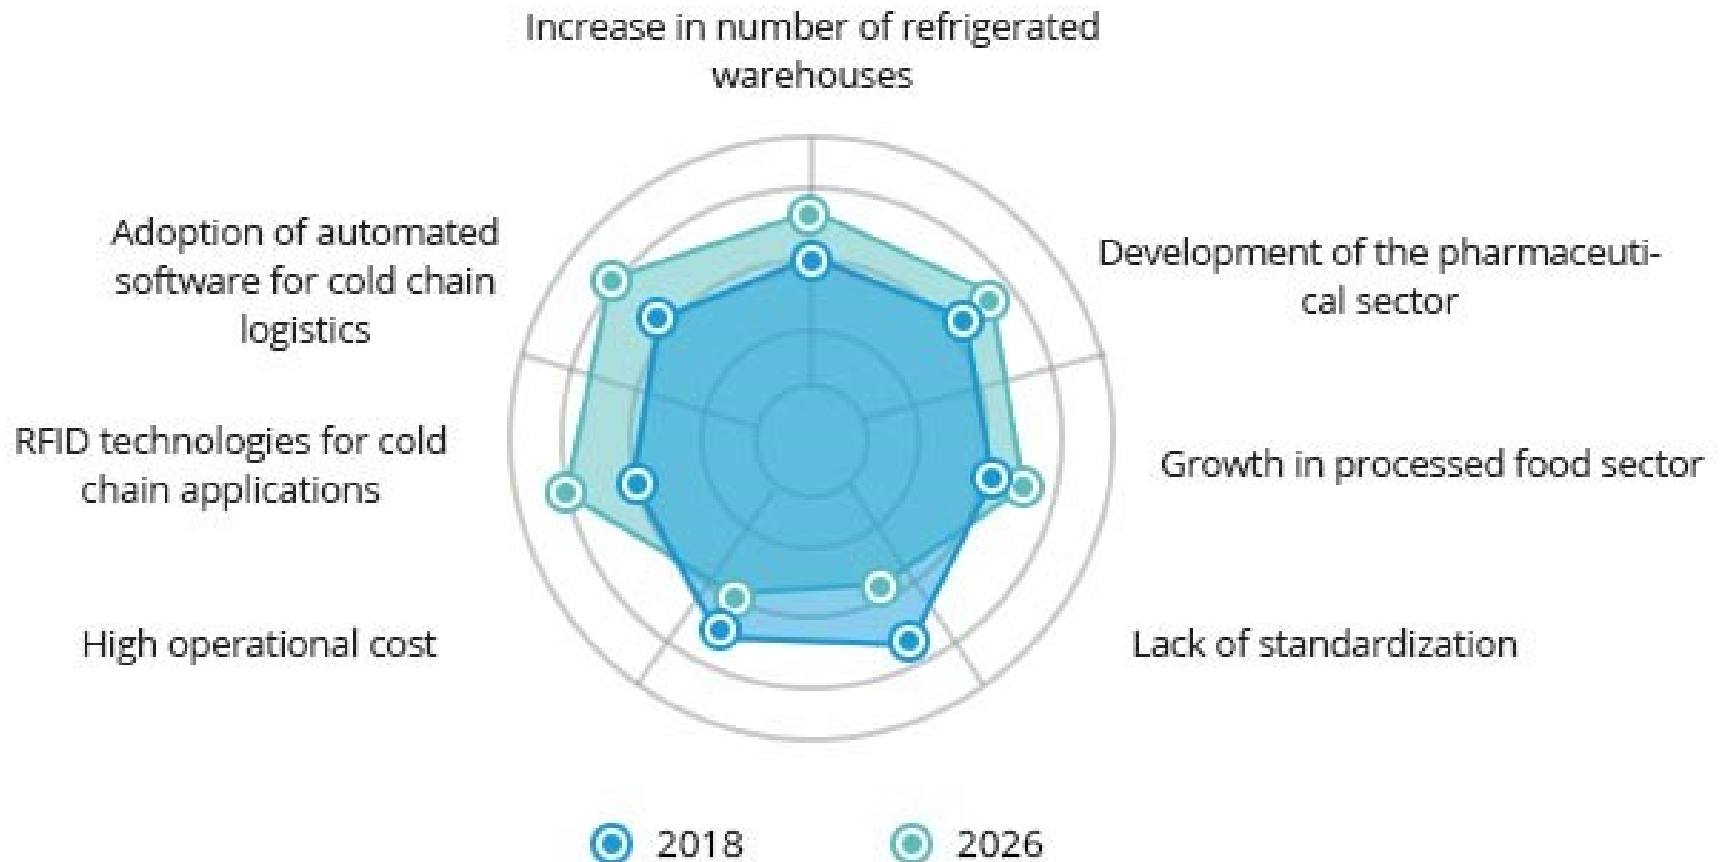 Increase in number of refrigerated
warehouses
Adoption of automated
software for cold chain
logistics
Development of the pharmaceuti-
cal sector
RFID technologies for cold
chain applications
Growth in processed food sector
High operational cost
Lack of standardization
2018
2026